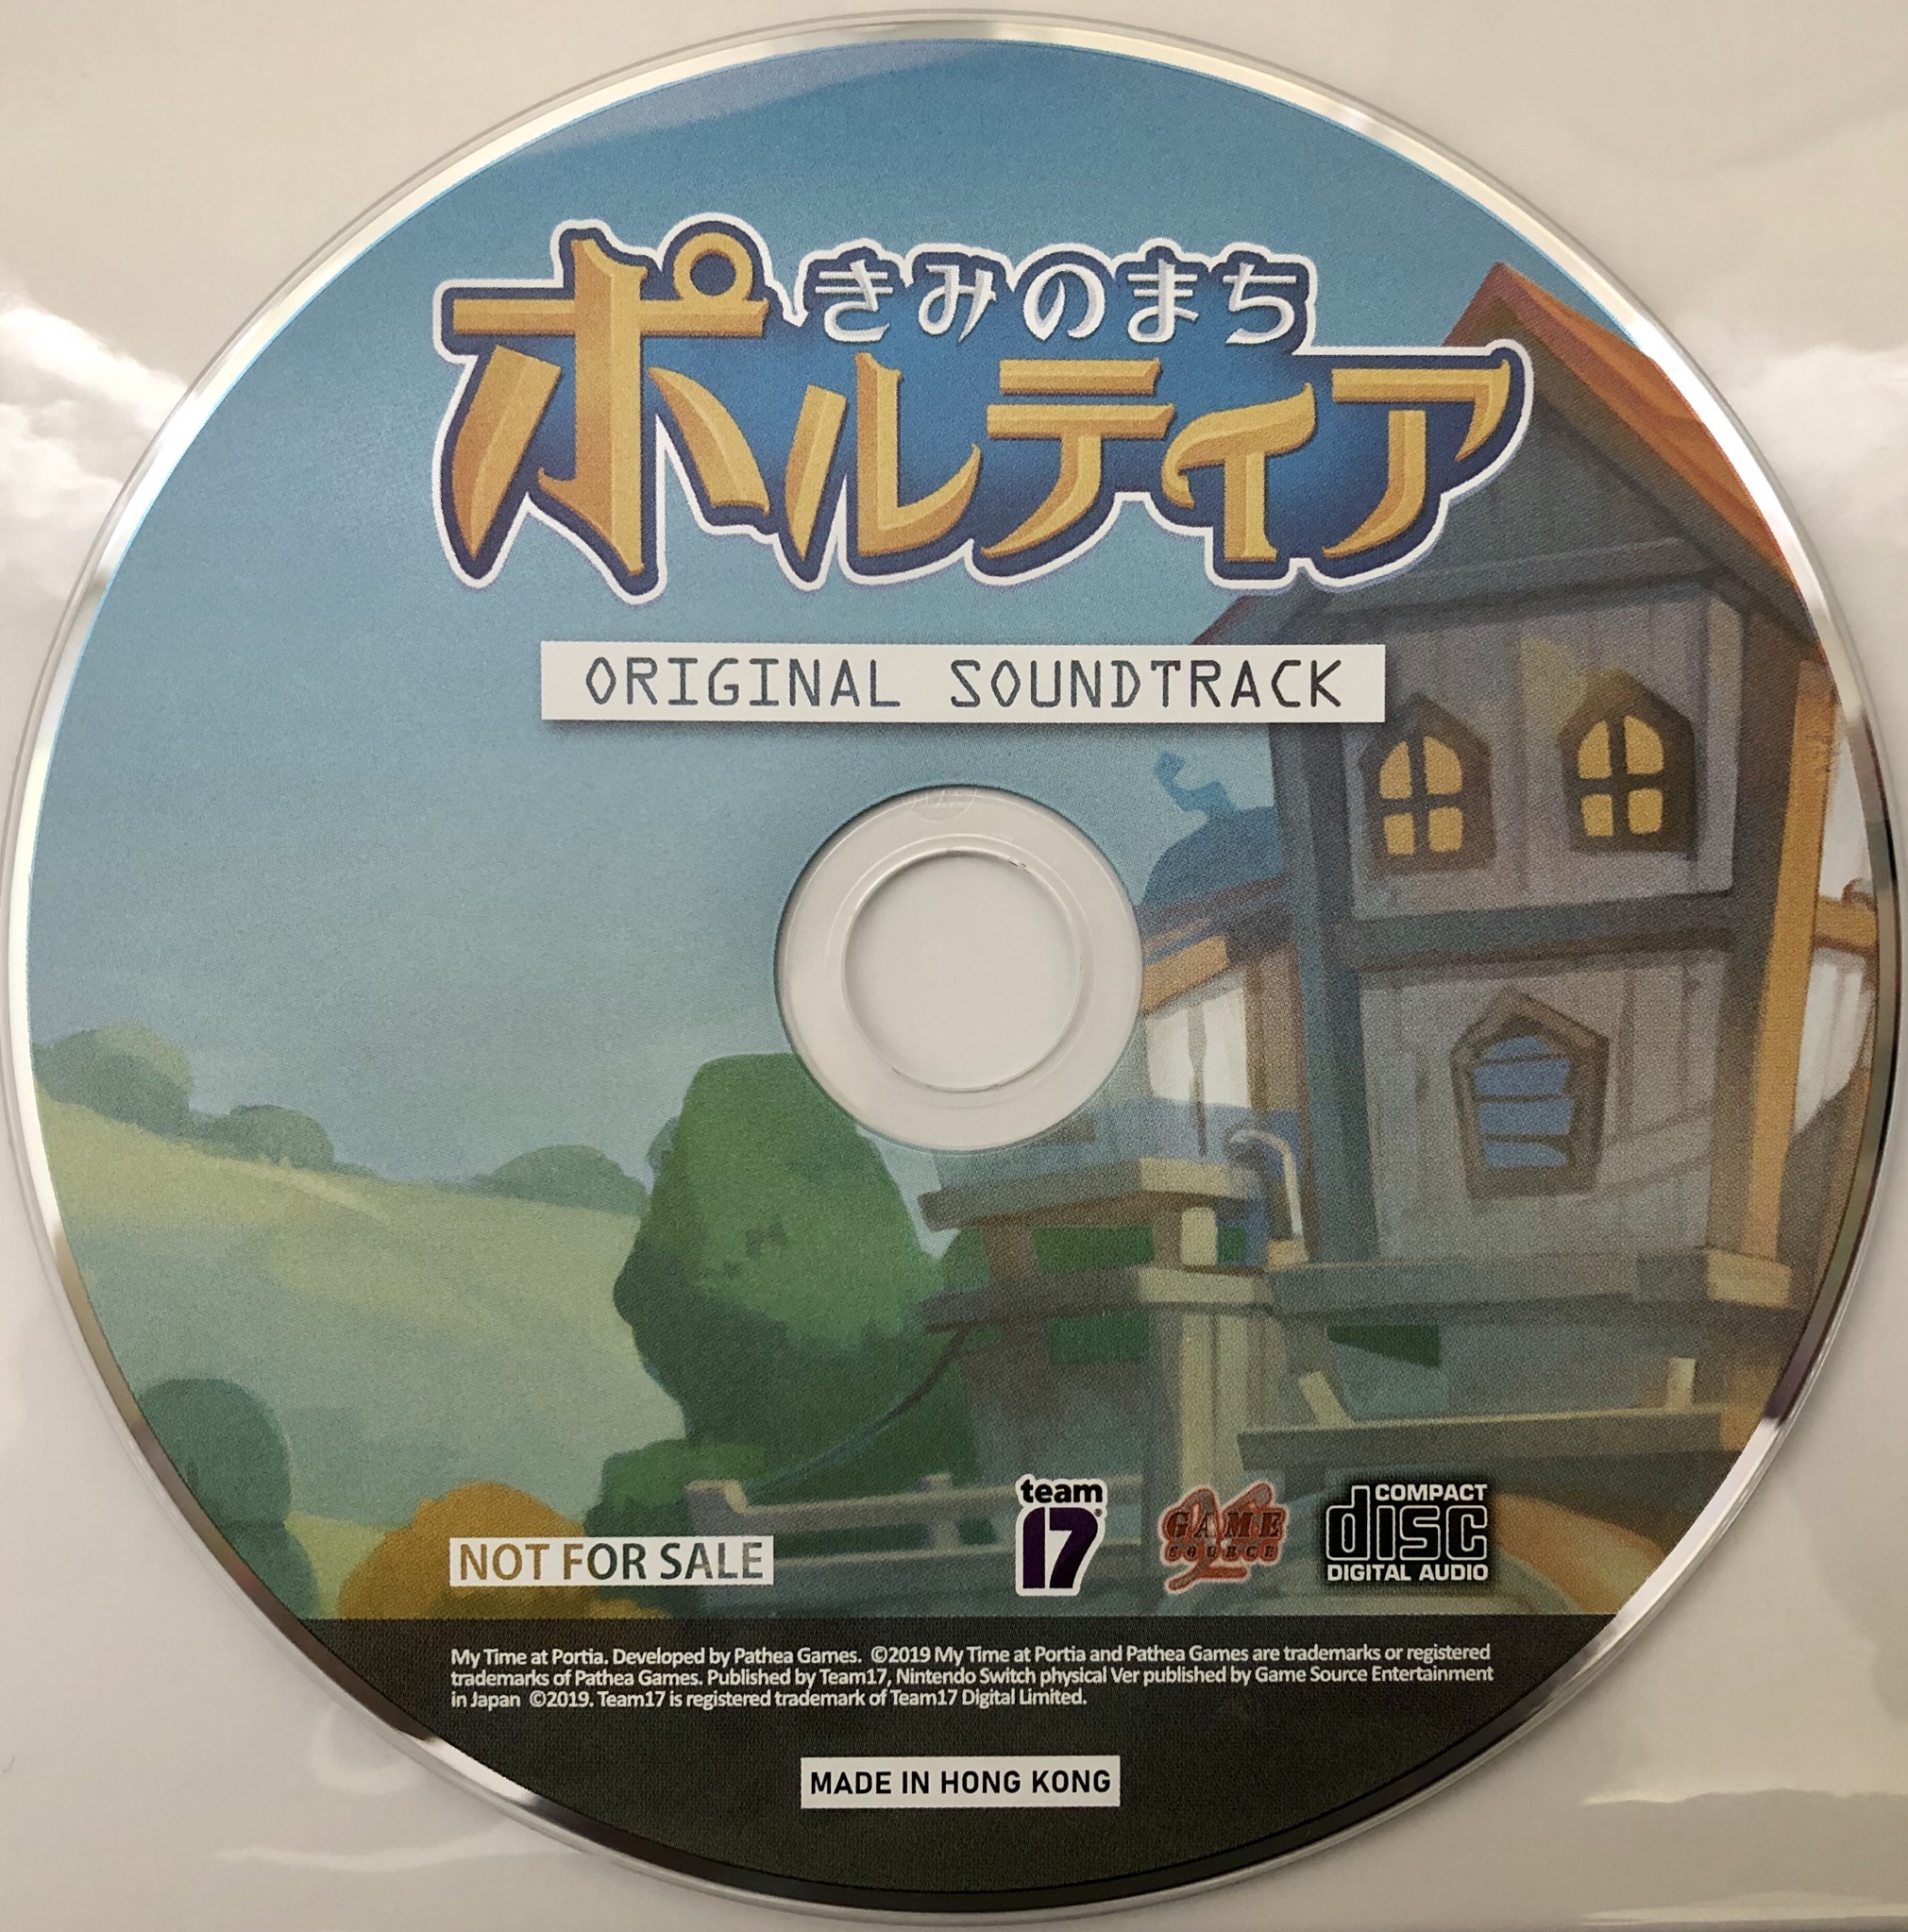 きみのまち
ポルティア
ORIGINAL SOUNDTRACK
NOT FOR SALE
team
17
GAME
SOURCE
COMPACT
disc
DIGITAL AUDIO
My Time at Portia. Developed by Pathea Games. ©2019 My Time at Portia and Pathea Games are trademarks or registered
trademarks of Pathea Games. Published by Team17, Nintendo Switch physical Ver published by Game Source Entertainment
in Japan ©2019. Team17 is registered trademark of Team17 Digital Limited.
MADE IN HONG KONG